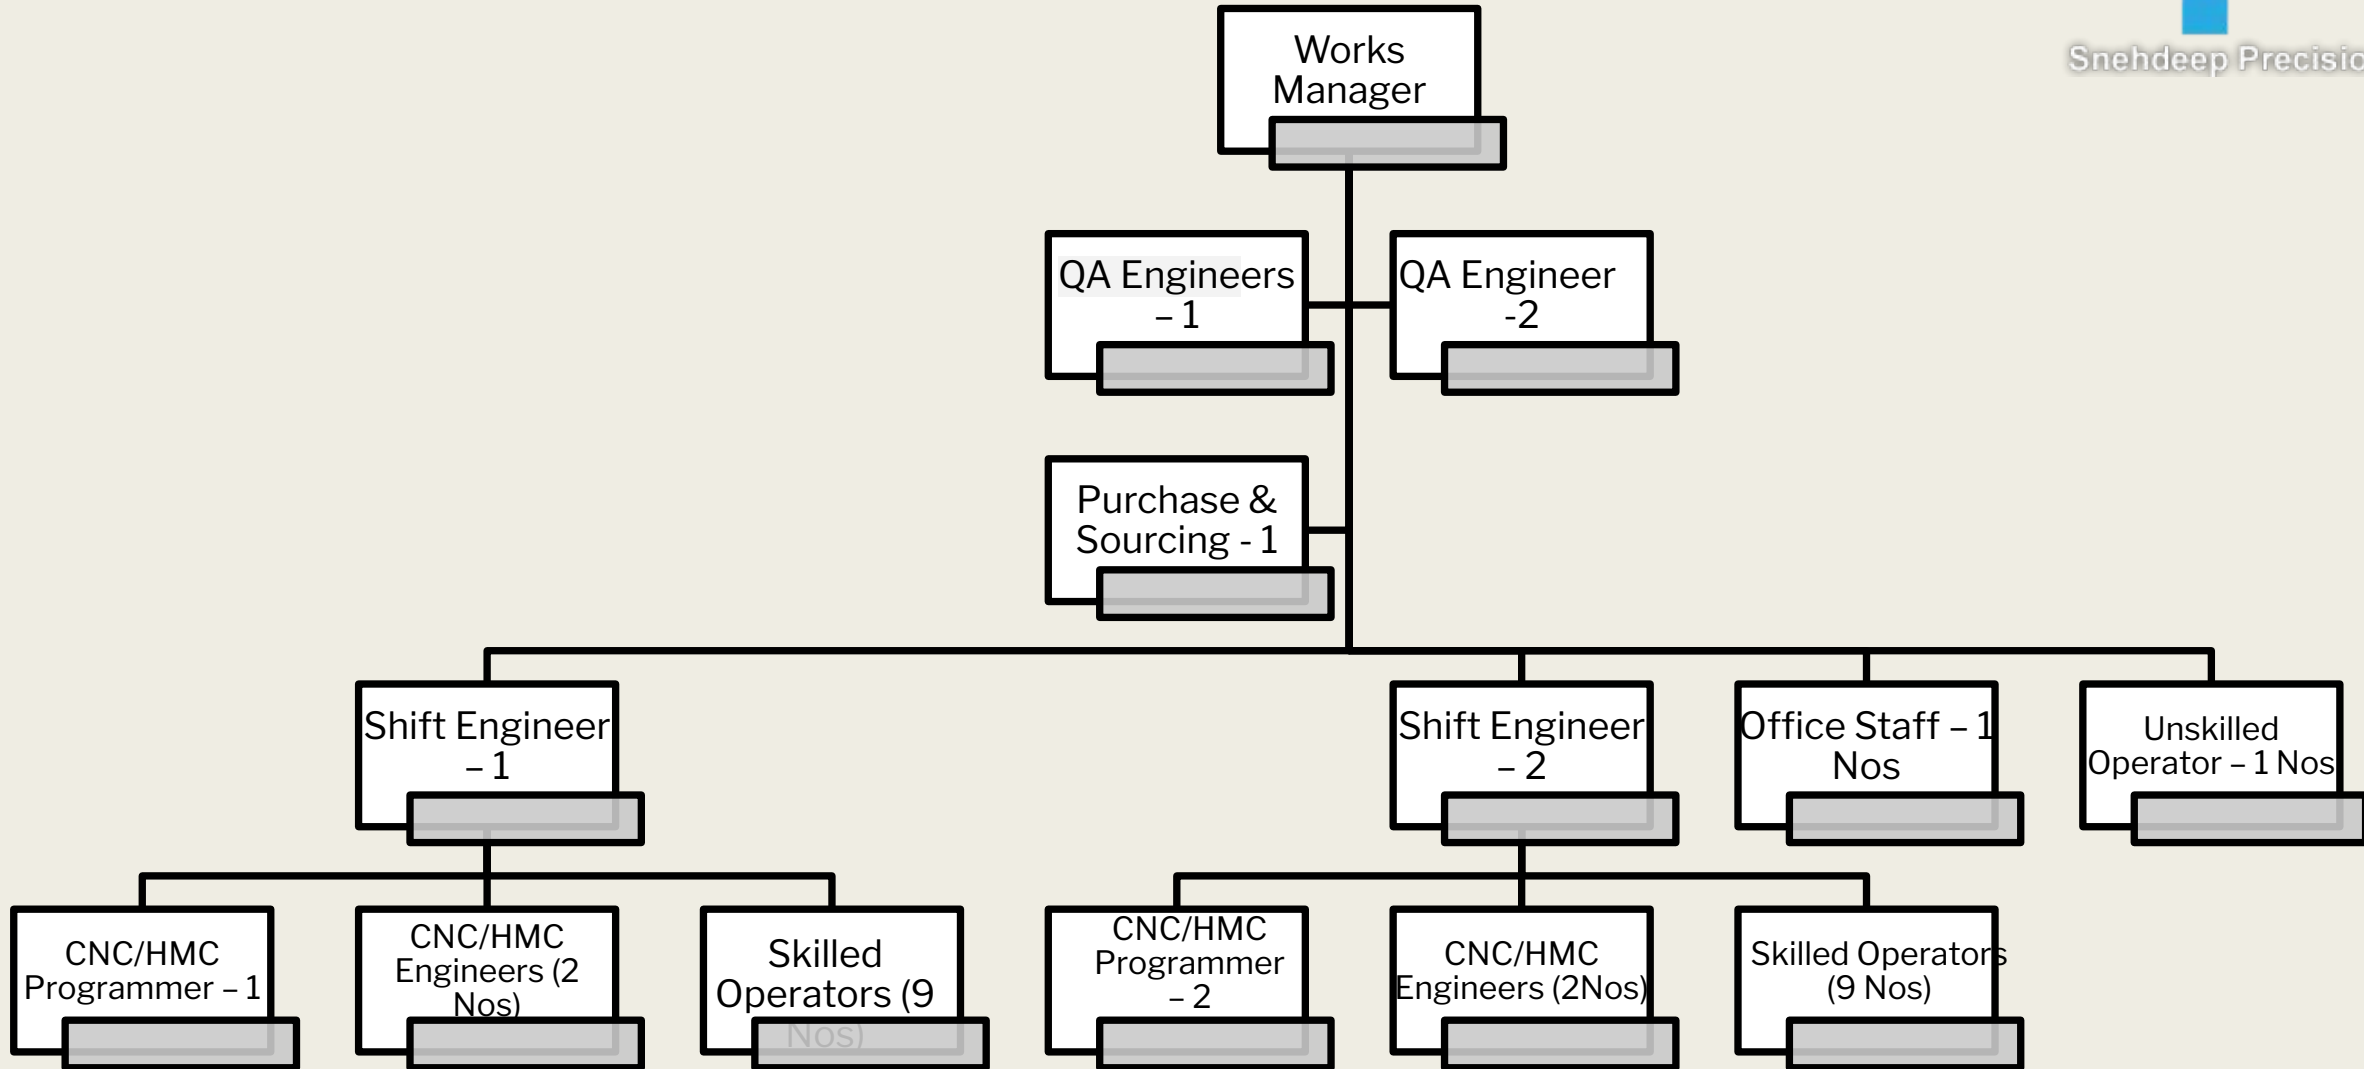 Works
Manager
Snehdeep Precisio
QA Engineers
– 1
QA Engineer
-2
Purchase &
Sourcing - 1
Shift Engineer
– 1
Shift Engineer
– 2
Office Staff – 1
Nos
Unskilled
Operator – 1 Nos
CNC/HMC
Programmer – 1
CNC/HMC
Engineers (2
Nos)
Skilled
Operators (9
Nos)
CNC/HMC
Programmer
– 2
CNC/HMC
Engineers (2Nos)
Skilled Operators
(9 Nos)